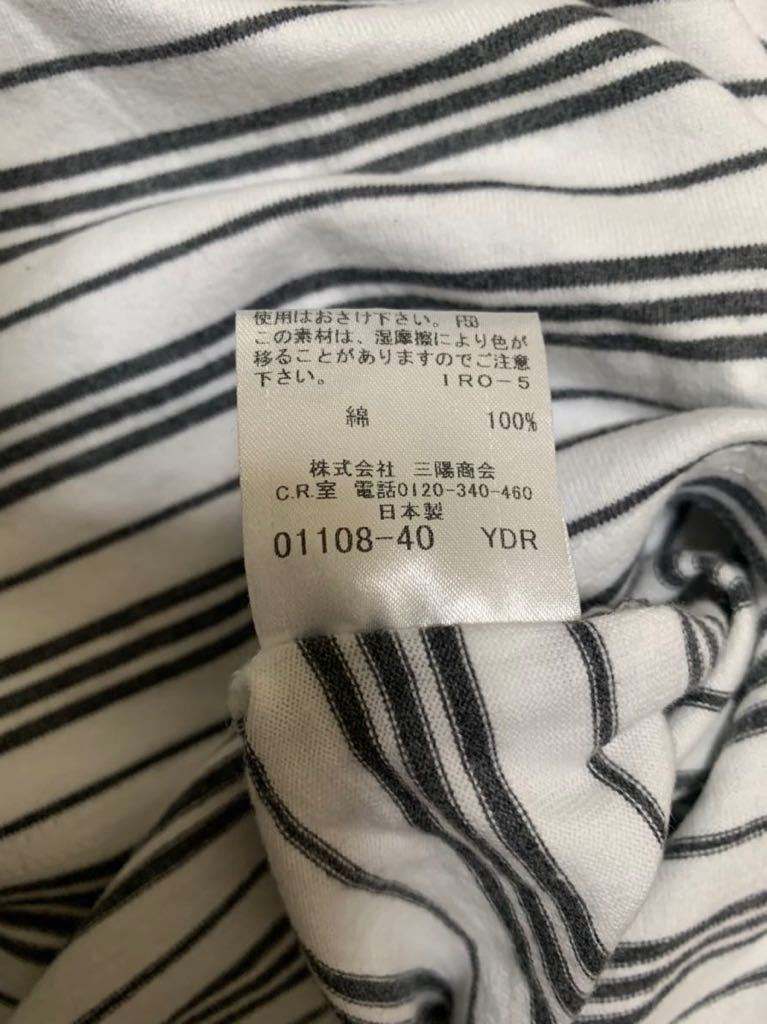 使用はおさけ下さい。 F53
この素材は、湿摩擦により色が
移ることがありますのでご注意
下さい。 IRO-5
綿 100%
株式会社 三陽商会
C.R.室 電話0120-340-460
日本製
01108-40 YDR